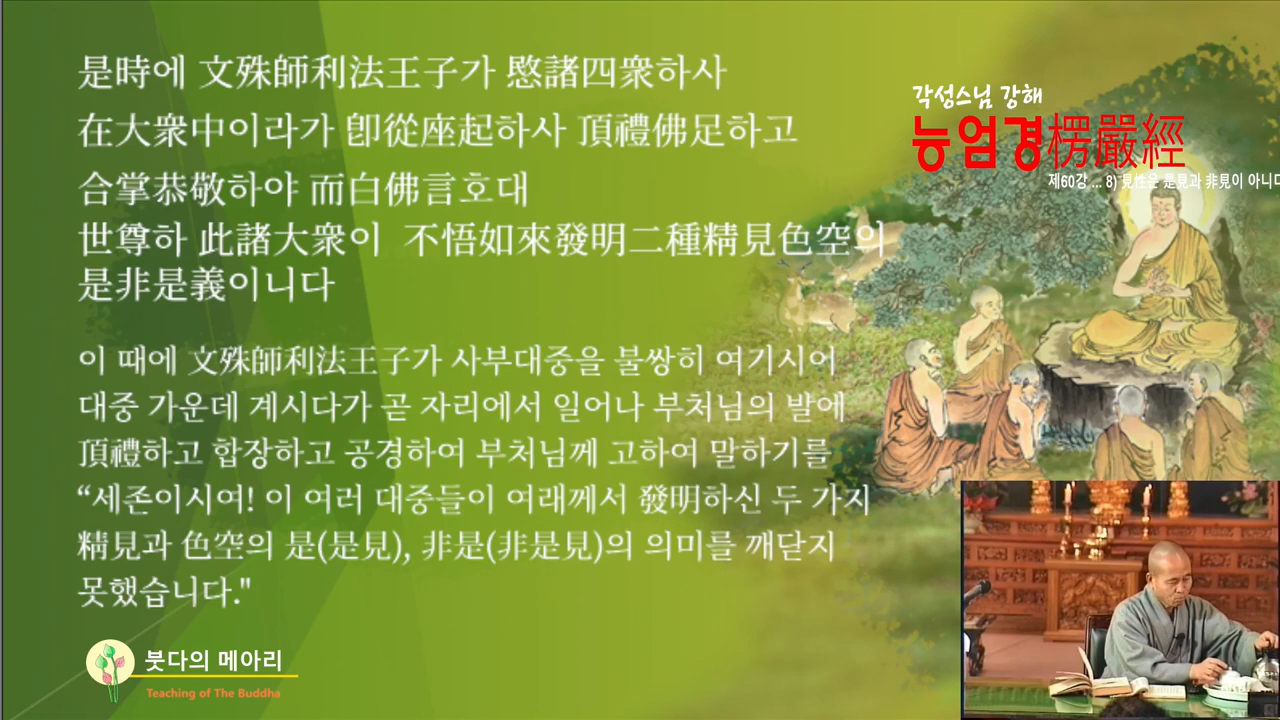 是時에 文殊師利法王子가 愍諸四衆하사
在大衆中이라가 卽從座起하사 頂禮佛足하고
合掌恭敬하야 而白佛言호대
世尊하 此諸大衆이 不悟如來發明二種精見色空의
是非是義이니다
이 때에 文殊師利法王子가 사부대중을 불쌍히 여기시어
대중 가운데 계시다가 곧 자리에서 일어나 부처님의 발에
頂禮하고 합장하고 공경하여 부처님께 고하여 말하기를
“세존이시여! 이 여러 대중들이 여래께서 發明하신 두 가지
精見과 色空의 是(是見), 非是(非是見)의 의미를 깨닫지
못했습니다."
각성스님 강해
능엄경楞嚴經
제60강 ... 8) 見性은 是見과 非見이 아니다
붓다의 메아리
Teaching of The Buddha